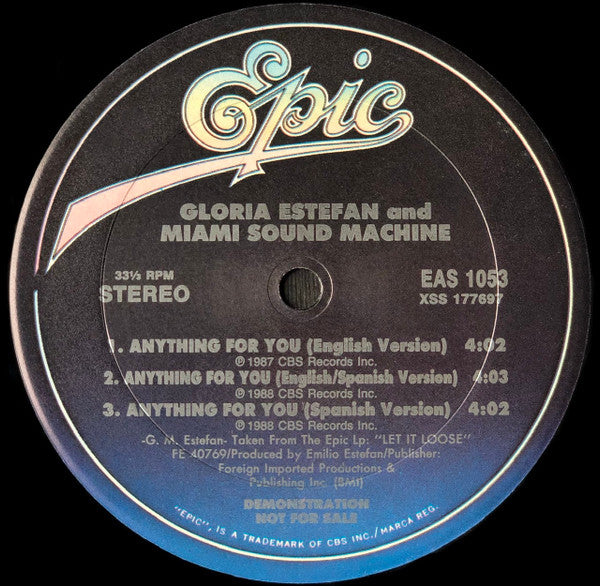 Epic
GLORIA ESTEFAN and
MIAMI SOUND MACHINE
33⅓ RPM
STEREO
EAS 1053
XSS 177697
1. ANYTHING FOR YOU (English Version) 4:02
℗ 1987 CBS Records Inc.
2. ANYTHING FOR YOU (English/Spanish Version) 4:03
℗ 1988 CBS Records Inc.
3. ANYTHING FOR YOU (Spanish Version) 4:02
℗ 1988 CBS Records Inc.
-G. M. Estefan- Taken From The Epic Lp: "LET IT LOOSE"
FE 40769/Produced by Emilio Estefan/Publisher:
Foreign Imported Productions &
Publishing Inc. (BMI)
DEMONSTRATION
NOT FOR SALE
"EPIC", IS A TRADEMARK OF CBS INC./MARCA REG.